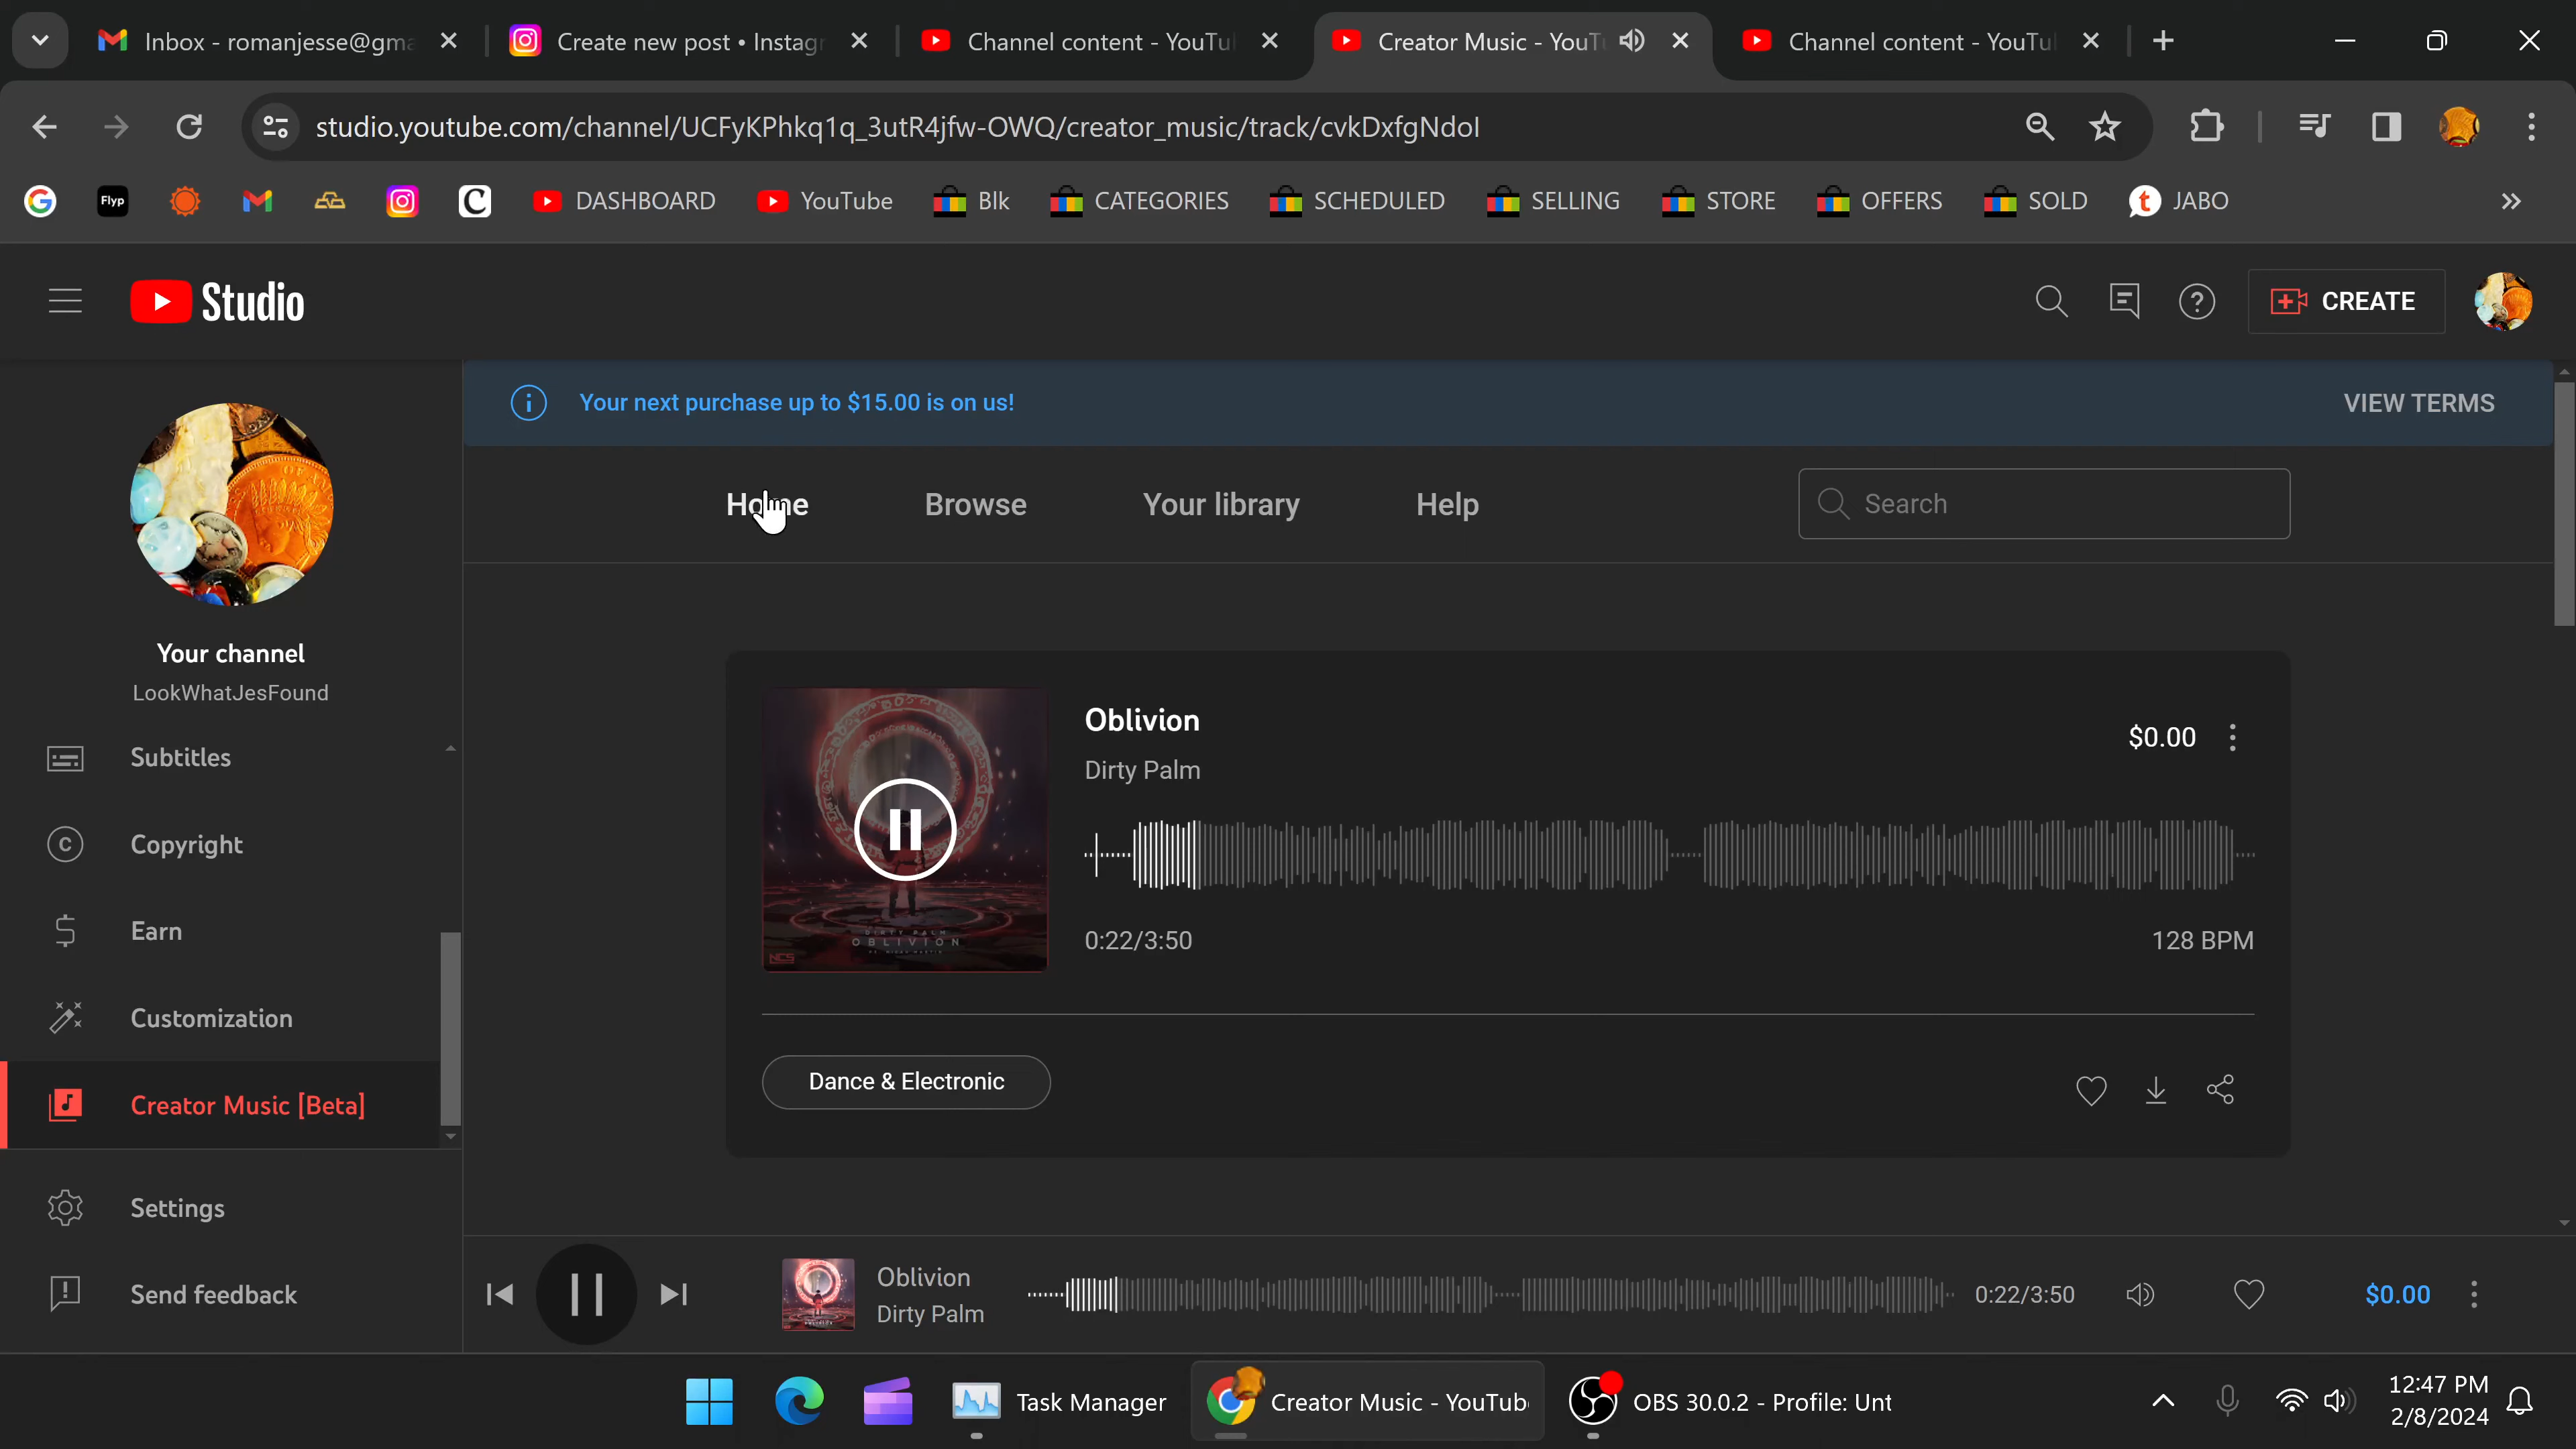 Inbox - romanjesse@gma
Create new post • Instagr
Channel content - YouTu
Creator Music - YouT
Channel content - YouTu
studio.youtube.com/channel/UCFyKPhkq1q_3utR4jfw-OWQ/creator_music/track/cvkDxfgNdoI
Flyp
C
DASHBOARD
YouTube
Blk
CATEGORIES
SCHEDULED
SELLING
STORE
OFFERS
SOLD
t JABO
Studio
CREATE
Your next purchase up to $15.00 is on us!
VIEW TERMS
Home
Browse
Your library
Help
Search
Your channel
LookWhatJesFound
Subtitles
Copyright
Earn
Customization
Creator Music [Beta]
Settings
Send feedback
Oblivion
Dirty Palm
$0.00
0:22/3:50
128 BPM
DIRTY PALM
OBLIVION
NCS
Dance & Electronic
Oblivion
Dirty Palm
0:22/3:50
$0.00
Task Manager
Creator Music - YouTub
OBS 30.0.2 - Profile: Unt
12:47 PM
2/8/2024